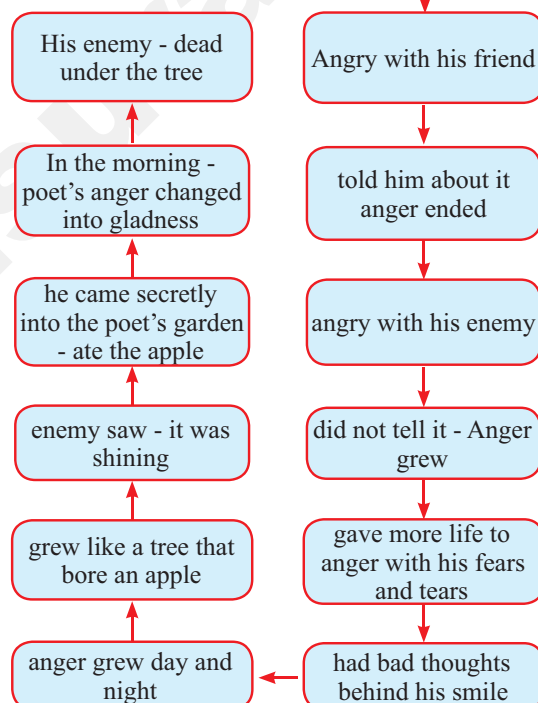 Angry with his friend
told him about it
anger ended
angry with his enemy
did not tell it - Anger
grew
gave more life to
anger with his fears
and tears
had bad thoughts
behind his smile
anger grew day and
night
grew like a tree that
bore an apple
enemy saw - it was
shining
he came secretly
into the poet's garden
- ate the apple
In the morning -
poet's anger changed
into gladness
His enemy - dead
under the tree